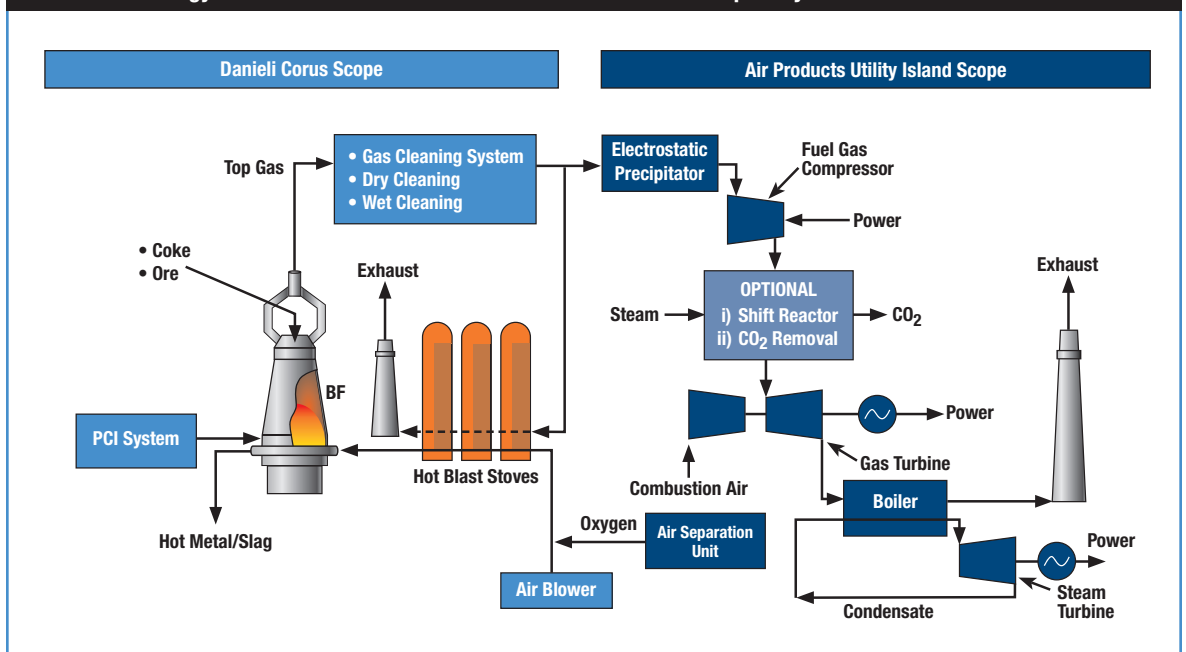 Danieli Corus Scope
Air Products Utility Island Scope
Top Gas
• Gas Cleaning System
• Dry Cleaning
• Wet Cleaning
Electrostatic
Precipitator
Fuel Gas
Compressor
Power
• Coke
• Ore
Exhaust
Steam
OPTIONAL
i) Shift Reactor
ii) CO2 Removal
CO2
Exhaust
BF
PCI System
Hot Blast Stoves
Hot Metal/Slag
Power
Gas Turbine
Combustion Air
Boiler
Oxygen
Air Separation
Unit
Air Blower
Power
Steam
Turbine
Condensate